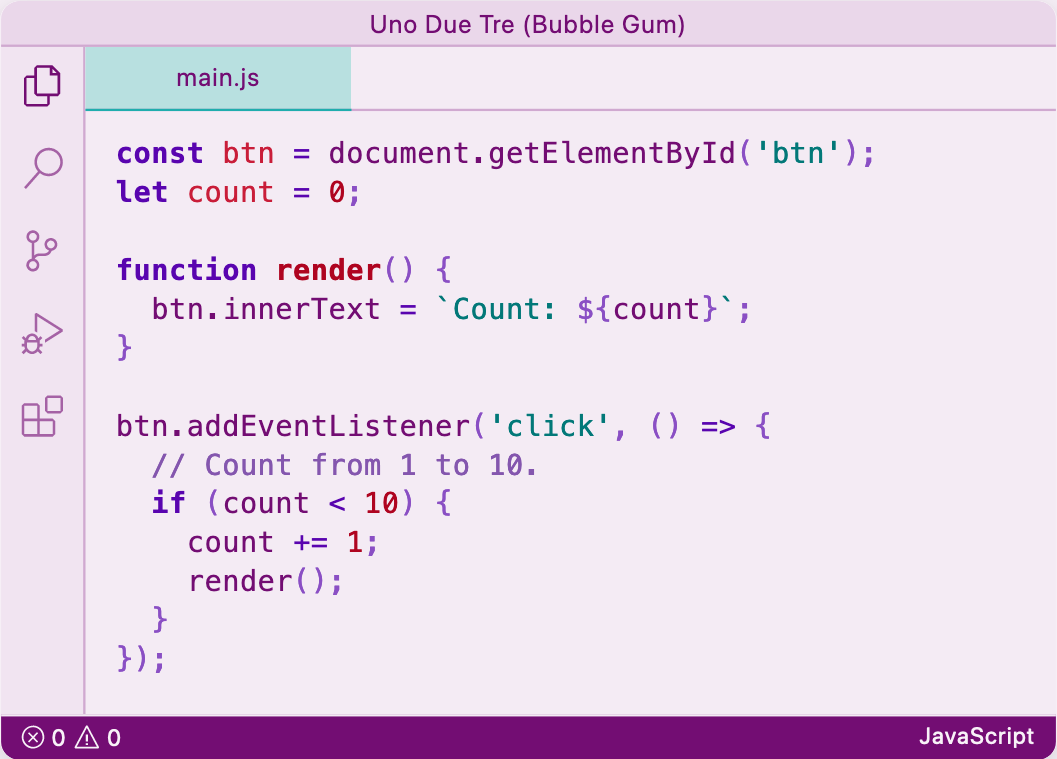 Uno Due Tre (Bubble Gum)
main.js
const btn = document.getElementById('btn');
let count = 0;

function render() {
  btn.innerText = `Count: ${count}`;
}

btn.addEventListener('click', () => {
  // Count from 1 to 10.
  if (count < 10) {
    count += 1;
    render();
  }
});
0 0 JavaScript